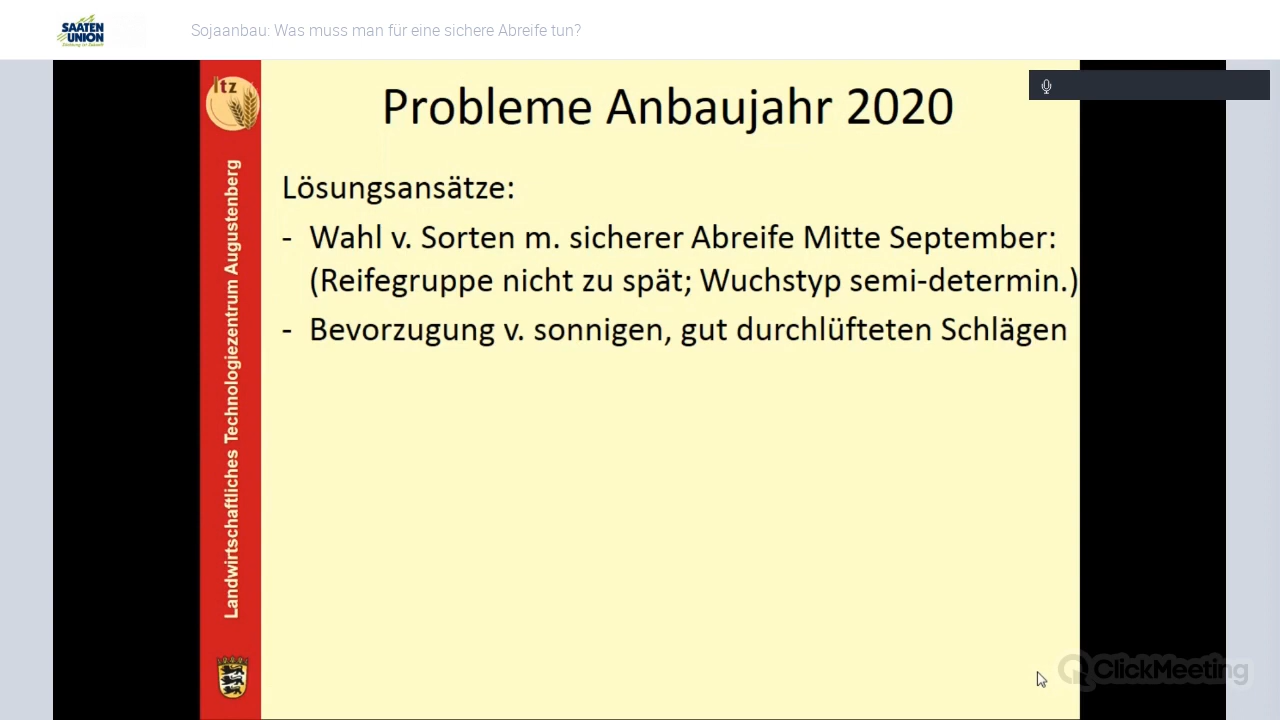 SAATEN
UNION
Sojaanbau: Was muss man für eine sichere Abreife tun?
ltz
Landwirtschaftliches Technologiezentrum Augustenberg
Probleme Anbaujahr 2020
Lösungsansätze:
- Wahl v. Sorten m. sicherer Abreife Mitte September:
(Reifegruppe nicht zu spät; Wuchstyp semi-determin.)
- Bevorzugung v. sonnigen, gut durchlüfteten Schlägen
ClickMeeting